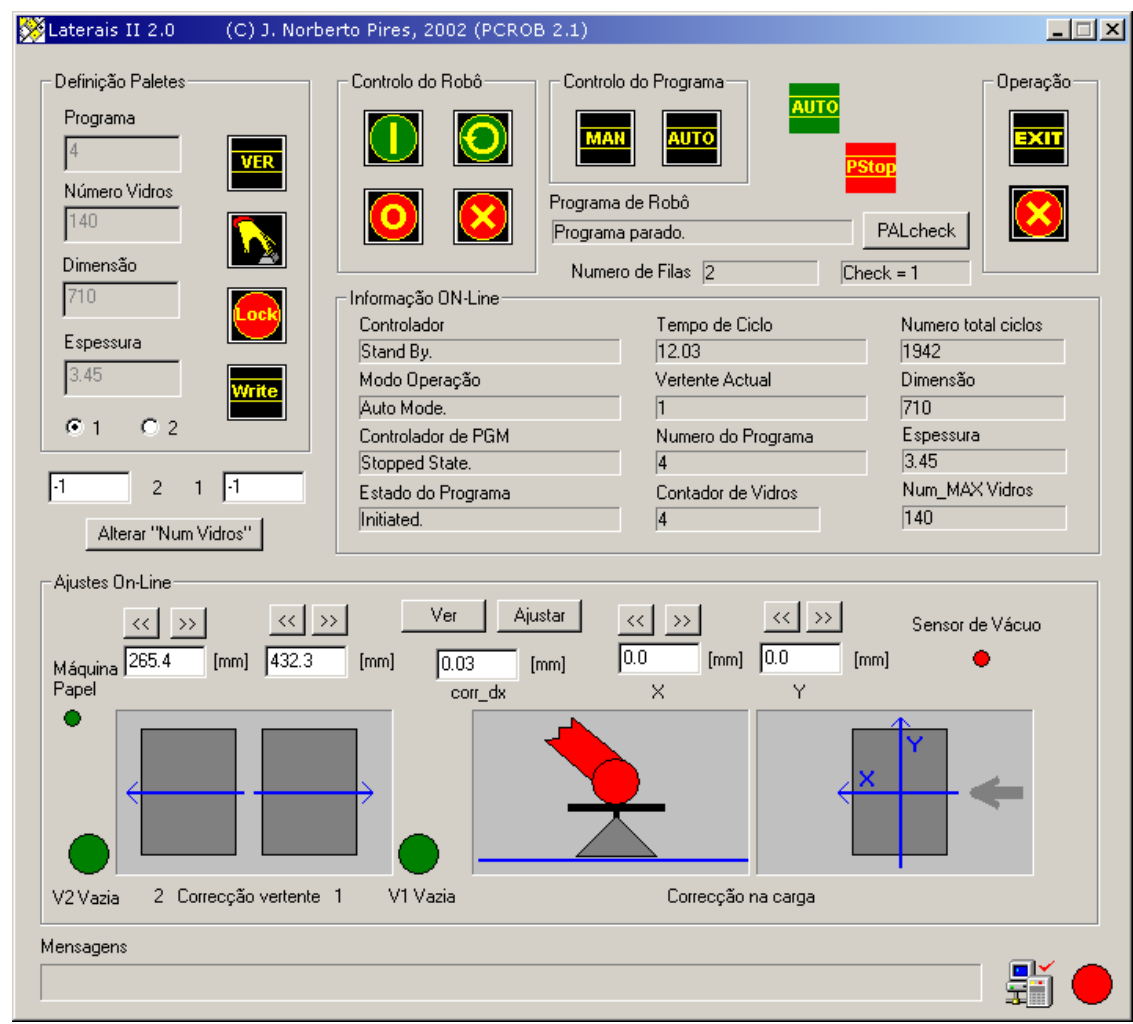 Laterais II 2.0 (C) J. Norberto Pires, 2002 (PCROB 2.1)
Definição Paletes
Programa
4
VER
Número Vidros
140
Dimensão
710
Lock
Espessura
3.45
Write
1 2
-1 2 1 -1
Alterar "Num Vidros"
Controlo do Robô
Controlo do Programa
MAN AUTO
AUTO
PStop
Operação
EXIT
Programa de Robô
Programa parado.
PALcheck
Numero de Filas 2
Check = 1
Informação ON-Line
Controlador Tempo de Ciclo Numero total ciclos
Stand By. 12.03 1942
Modo Operação Vertente Actual Dimensão
Auto Mode. 1 710
Controlador de PGM Numero do Programa Espessura
Stopped State. 4 3.45
Estado do Programa Contador de Vidros Num_MAX Vidros
Initiated. 4 140
Ajustes On-Line
<< >> << >> Ver Ajustar << >> << >> Sensor de Vácuo
Máquina 265.4 [mm] 432.3 [mm] 0.03 [mm] 0.0 [mm] 0.0 [mm]
Papel corr_dx X Y
Y
X
V2 Vazia 2 Correcção vertente 1 V1 Vazia Correcção na carga
Mensagens